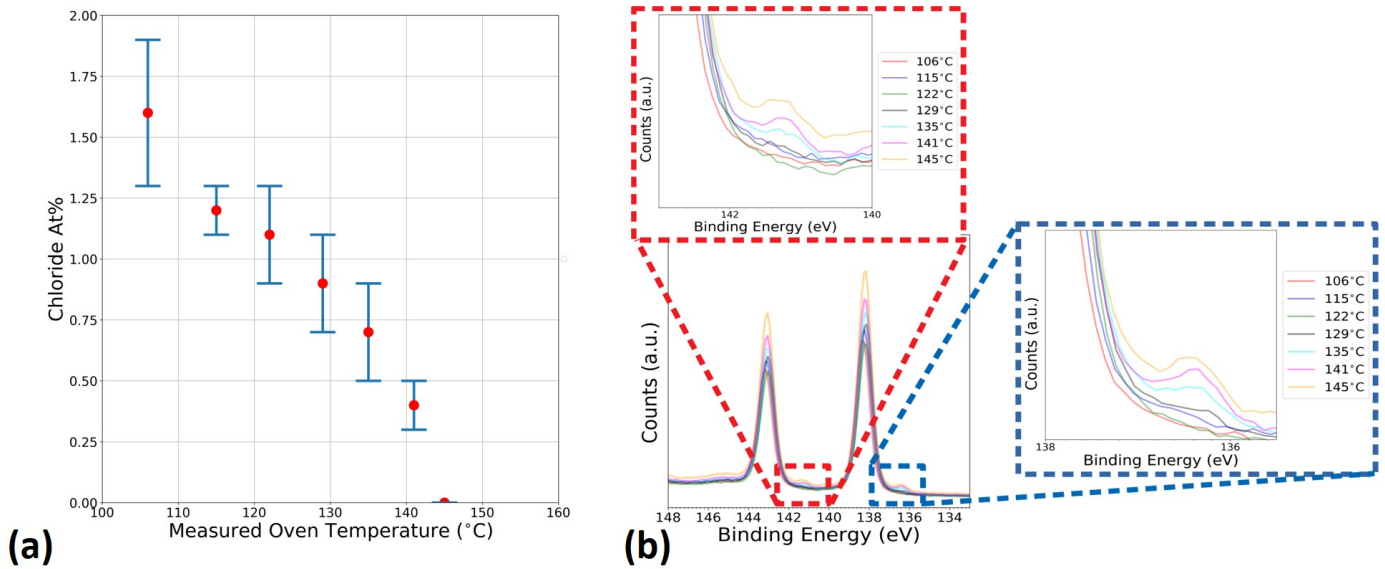 2.00
1.75
1.50
1.25
1.00
0.75
0.50
0.25
0.00
Chloride At%
100 110 120 130 140 150 160
Measured Oven Temperature (°C)
(a)
Counts (a.u.)
142 140
Binding Energy (eV)
106°C
115°C
122°C
129°C
135°C
141°C
145°C
Counts (a.u.)
148 146 144 142 140 138 136 134
Binding Energy (eV)
(b)
Counts (a.u.)
138 136
Binding Energy (eV)
106°C
115°C
122°C
129°C
135°C
141°C
145°C